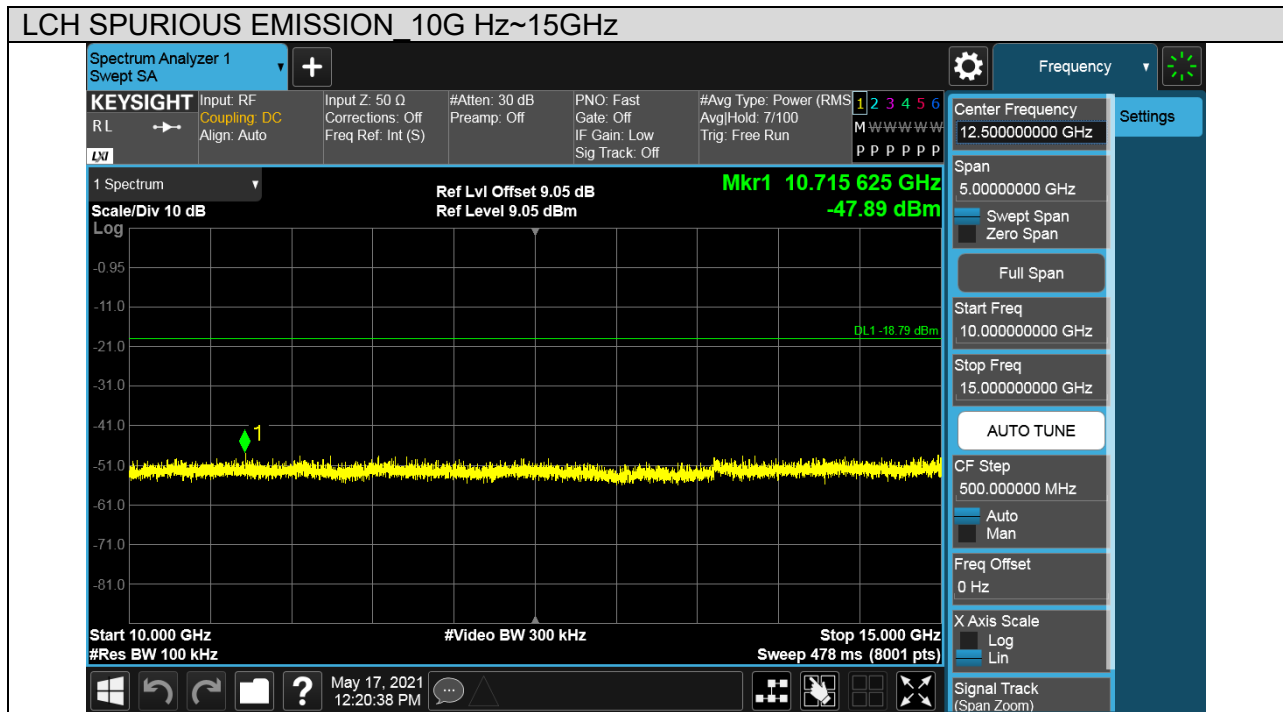 LCH SPURIOUS EMISSION_10G Hz~15GHz
Spectrum Analyzer 1
Swept SA
Frequency
KEYSIGHT
RL
LXI
Input: RF
Coupling: DC
Align: Auto
Input Z: 50 Ω
Corrections: Off
Freq Ref: Int (S)
#Atten: 30 dB
Preamp: Off
PNO: Fast
Gate: Off
IF Gain: Low
Sig Track: Off
#Avg Type: Power (RMS
Avg|Hold: 7/100
Trig: Free Run
1 2 3 4 5 6
M W W W W W
P P P P P P
1 Spectrum
Scale/Div 10 dB
Ref Lvl Offset 9.05 dB
Ref Level 9.05 dBm
Mkr1 10.715 625 GHz
-47.89 dBm
Log
-0.95
-11.0
DL1 -18.79 dBm
-21.0
-31.0
-41.0
1
-51.0
-61.0
-71.0
-81.0
Start 10.000 GHz
#Res BW 100 kHz
#Video BW 300 kHz
Stop 15.000 GHz
Sweep 478 ms (8001 pts)
May 17, 2021
12:20:38 PM
Settings
Center Frequency
12.500000000 GHz
Span
5.00000000 GHz
Swept Span
Zero Span
Full Span
Start Freq
10.000000000 GHz
Stop Freq
15.000000000 GHz
AUTO TUNE
CF Step
500.000000 MHz
Auto
Man
Freq Offset
0 Hz
X Axis Scale
Log
Lin
Signal Track
(Span Zoom)